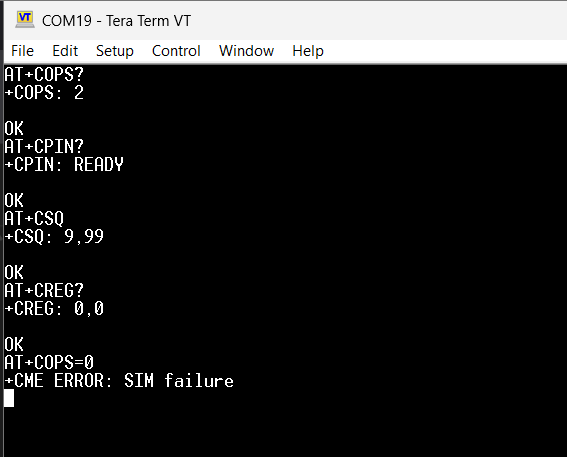 VT
COM19 - Tera Term VT
File Edit Setup Control Window Help
AT+COPS?
+COPS: 2
OK
AT+CPIN?
+CPIN: READY
OK
AT+CSQ
+CSQ: 9,99
OK
AT+CREG?
+CREG: 0,0
OK
AT+COPS=0
+CME ERROR: SIM failure